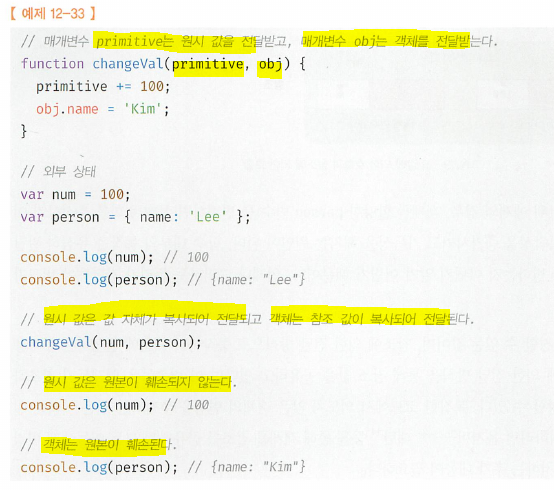 【 예제 12-33 】
// 매개변수 primitive는 원시 값을 전달받고, 매개변수 obj는 객체를 전달받는다.
function changeVal(primitive, obj) {
  primitive += 100;
  obj.name = 'Kim';
}
// 외부 상태
var num = 100;
var person = { name: 'Lee' };
console.log(num); // 100
console.log(person); // {name: "Lee"}
// 원시 값은 값 자체가 복사되어 전달되고 객체는 참조 값이 복사되어 전달된다.
changeVal(num, person);
// 원시 값은 원본이 훼손되지 않는다.
console.log(num); // 100
// 객체는 원본이 훼손된다.
console.log(person); // {name: "Kim"}